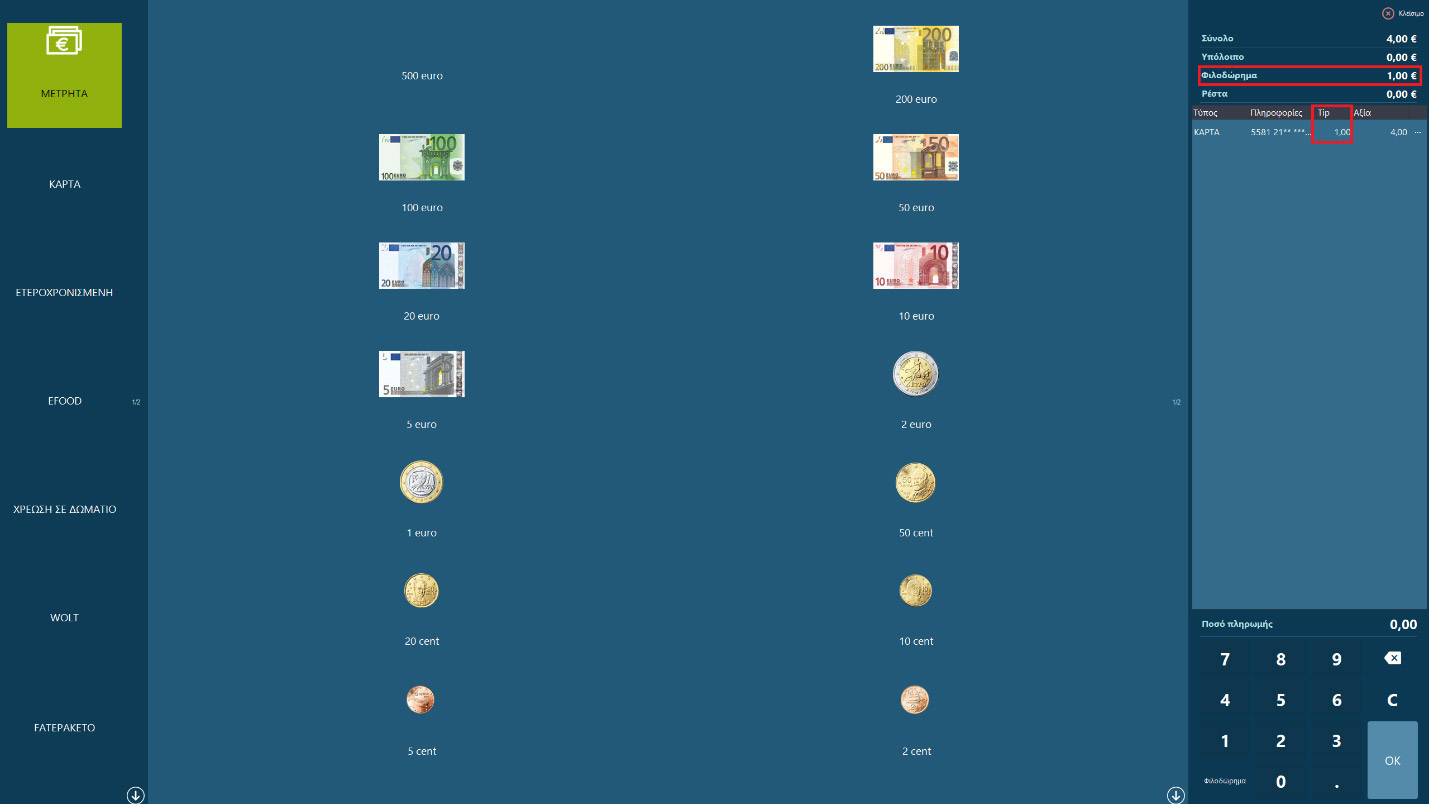 Κλείσιμο
ΜΕΤΡΗΤΑ
ΚΑΡΤΑ
ΕΤΕΡΟΧΡΟΝΙΣΜΕΝΗ
EFOOD
ΧΡΕΩΣΗ ΣΕ ΔΩΜΑΤΙΟ
WOLT
FΑΤΕΡΑΚΕΤΟ
1/2
500 euro
200 euro
100 euro
50 euro
20 euro
10 euro
5 euro
2 euro
1 euro
50 cent
20 cent
10 cent
5 cent
2 cent
1/2
Σύνολο 4,00 €
Υπόλοιπο 0,00 €
Φιλοδώρημα 1,00 €
Ρέστα 0,00 €
Τύπος Πληροφορίες Tip Αξία
ΚΑΡΤΑ 5581 21** ***... 1,00 4,00 ...
Ποσό πληρωμής 0,00
7 8 9
4 5 6 C
1 2 3
Φιλοδώρημα 0 .
OK